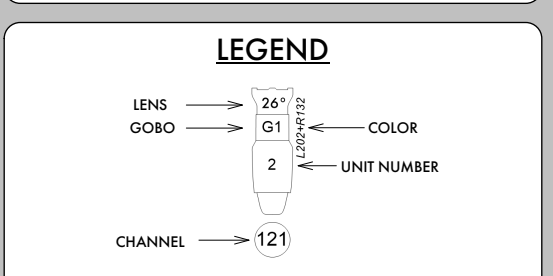 LEGEND
LENS
26°
GOBO
G1
L202+R132
COLOR
2
UNIT NUMBER
CHANNEL
121